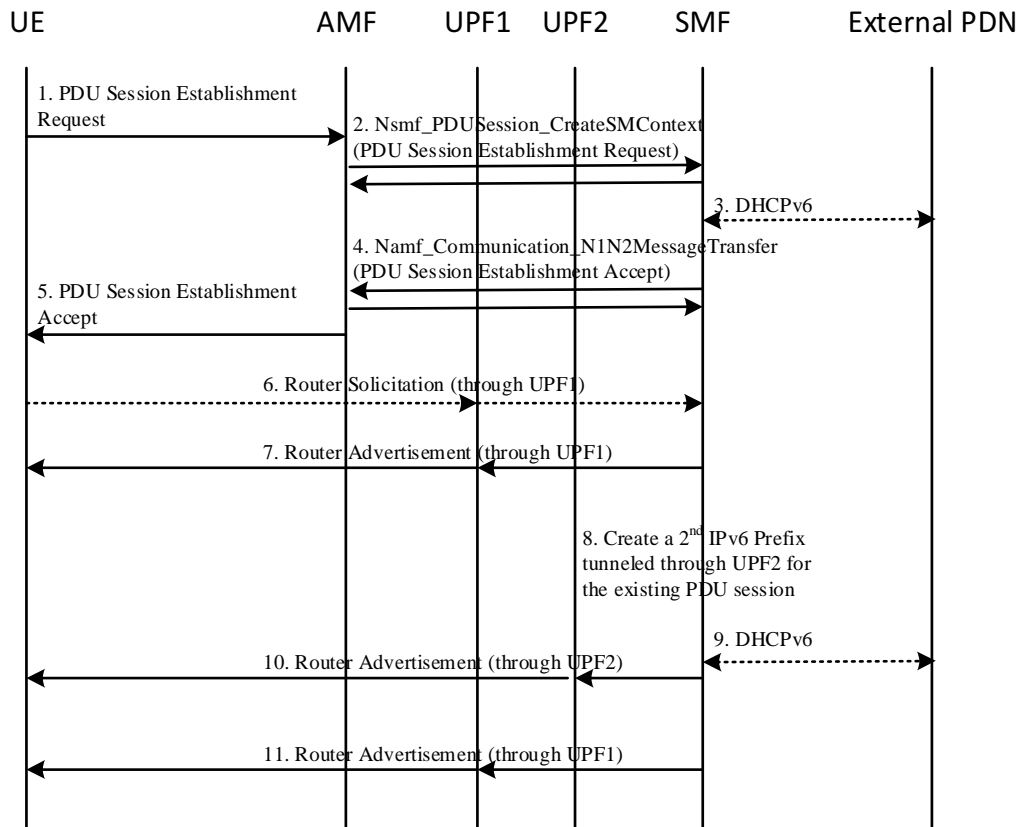 UE
AMF
UPF1
UPF2
SMF
External PDN
1. PDU Session Establishment
Request
2. Nsmf_PDUSession_CreateSMContext
(PDU Session Establishment Request)
3. DHCPv6
4. Namf_Communication_N1N2MessageTransfer
(PDU Session Establishment Accept)
5. PDU Session Establishment
Accept
6. Router Solicitation (through UPF1)
7. Router Advertisement (through UPF1)
8. Create a 2nd IPv6 Prefix
tunneled through UPF2 for
the existing PDU session
9. DHCPv6
10. Router Advertisement (through UPF2)
11. Router Advertisement (through UPF1)